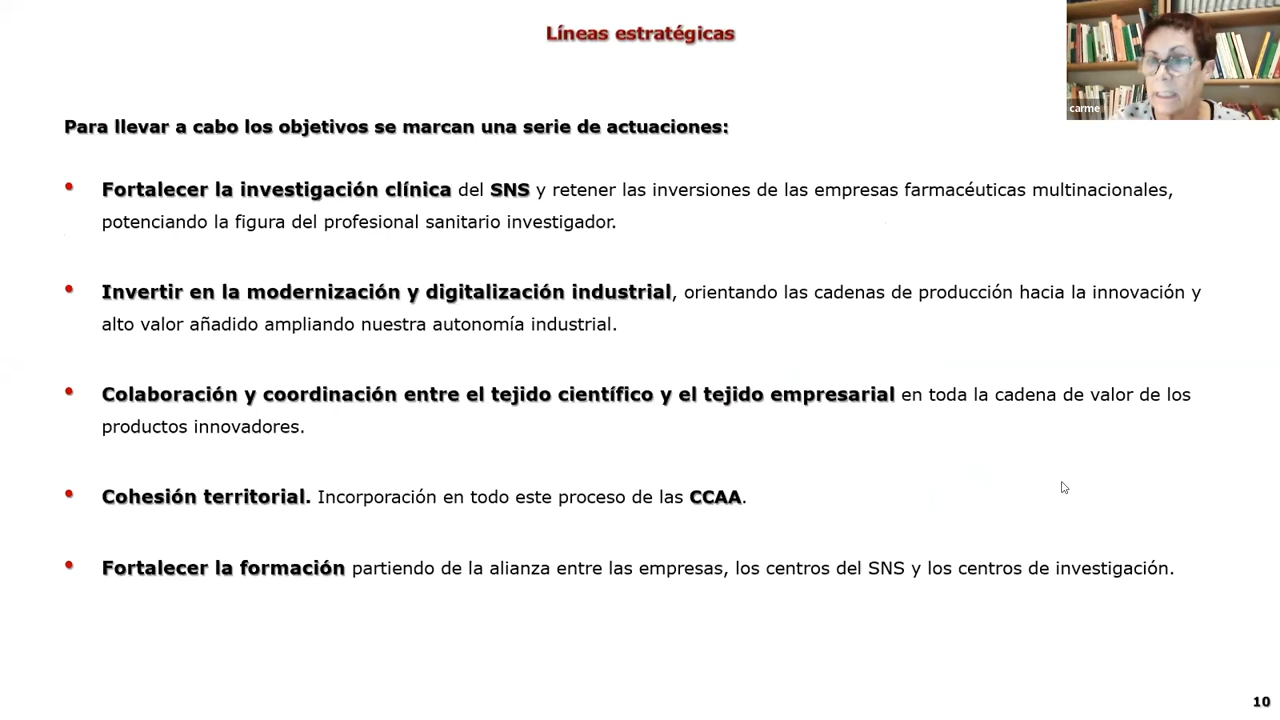 Líneas estratégicas
carme
Para llevar a cabo los objetivos se marcan una serie de actuaciones:
• Fortalecer la investigación clínica del SNS y retener las inversiones de las empresas farmacéuticas multinacionales,
potenciando la figura del profesional sanitario investigador.
• Invertir en la modernización y digitalización industrial, orientando las cadenas de producción hacia la innovación y
alto valor añadido ampliando nuestra autonomía industrial.
• Colaboración y coordinación entre el tejido científico y el tejido empresarial en toda la cadena de valor de los
productos innovadores.
• Cohesión territorial. Incorporación en todo este proceso de las CCAA.
• Fortalecer la formación partiendo de la alianza entre las empresas, los centros del SNS y los centros de investigación.
10